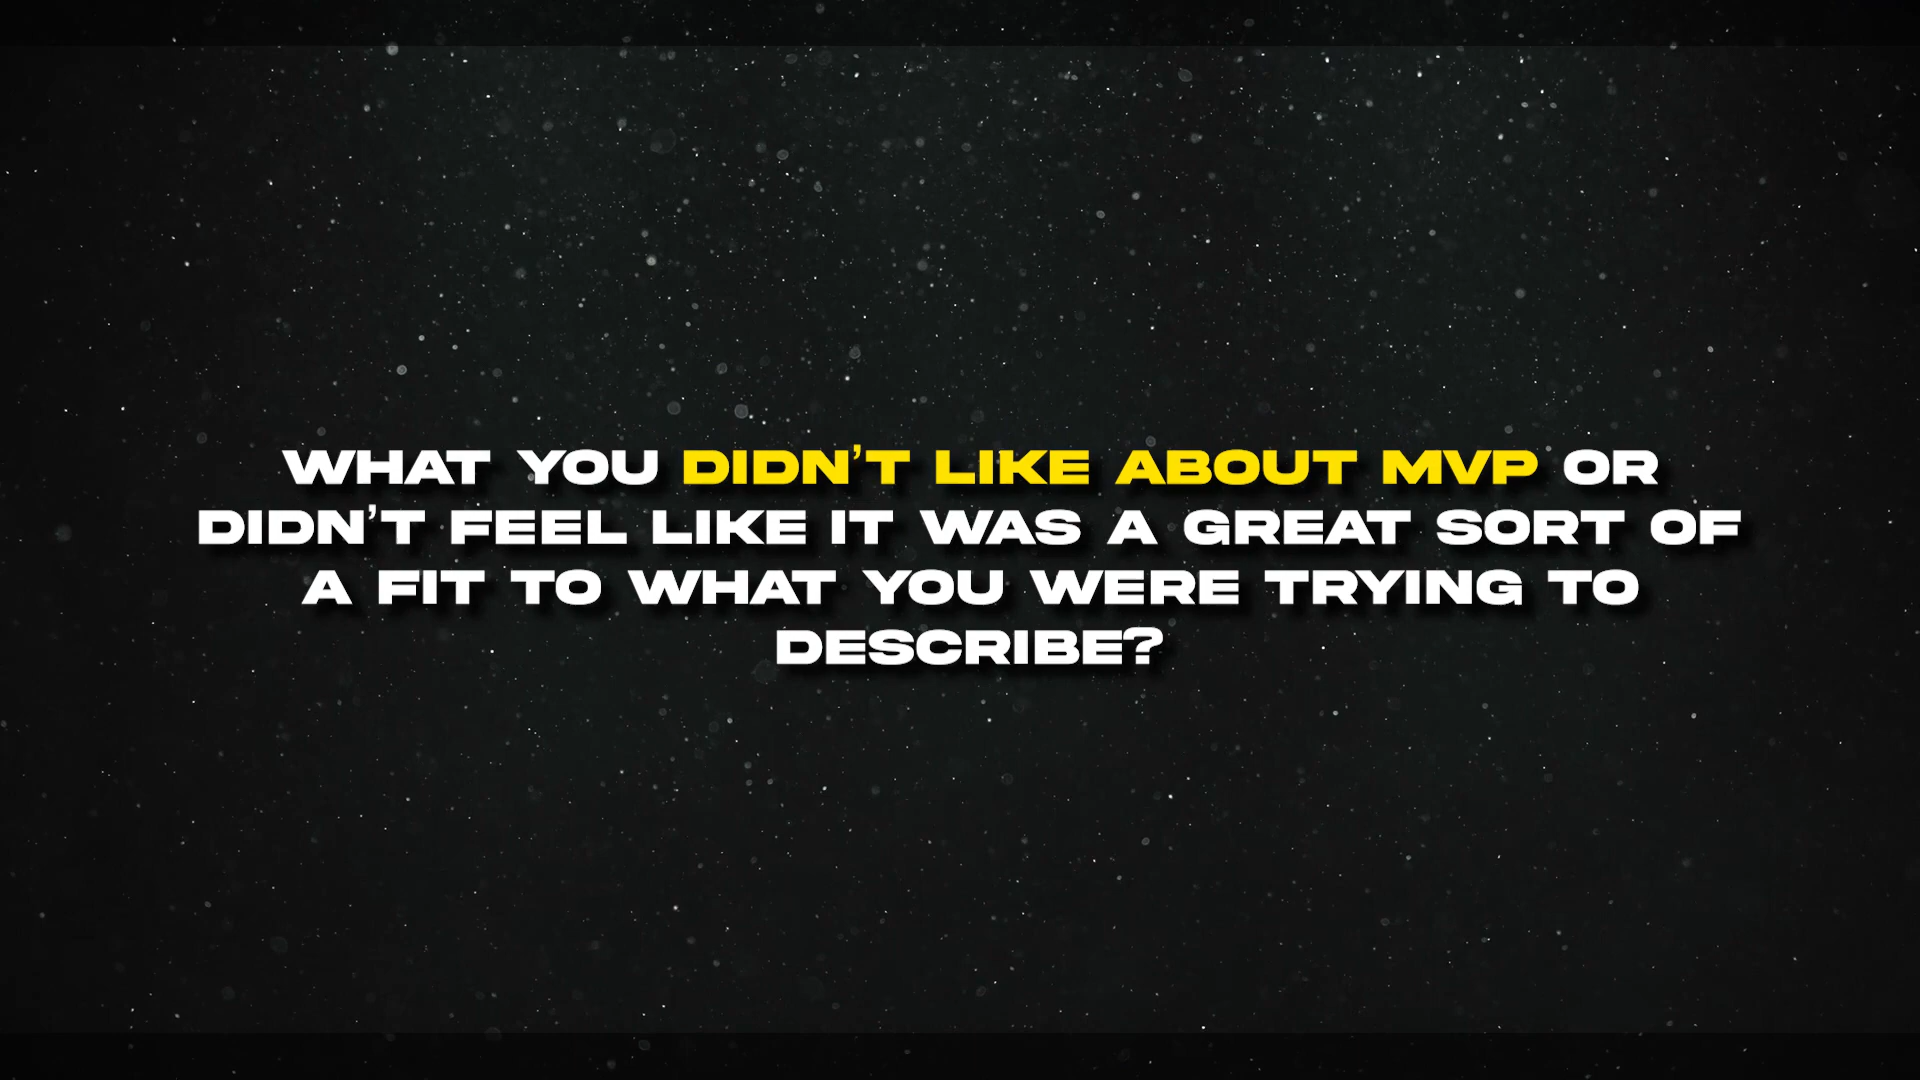 WHAT YOU DIDN'T LIKE ABOUT MVP OR
DIDN'T FEEL LIKE IT WAS A GREAT SORT OF
A FIT TO WHAT YOU WERE TRYING TO
DESCRIBE?